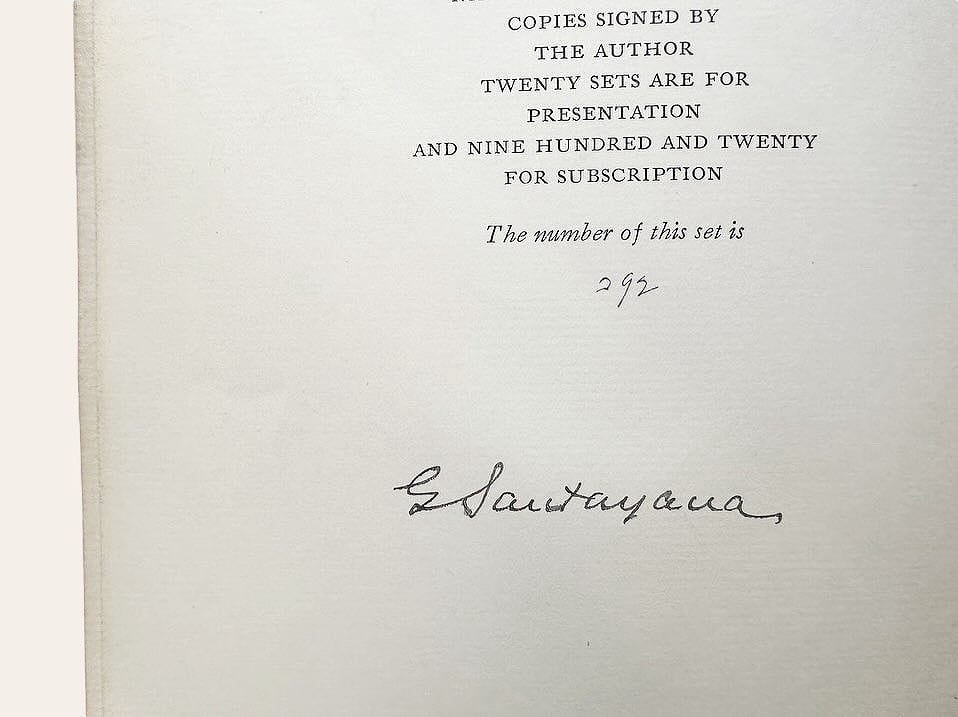 COPIES SIGNED BY
THE AUTHOR
TWENTY SETS ARE FOR
PRESENTATION
AND NINE HUNDRED AND TWENTY
FOR SUBSCRIPTION
The number of this set is
292
G Santayana